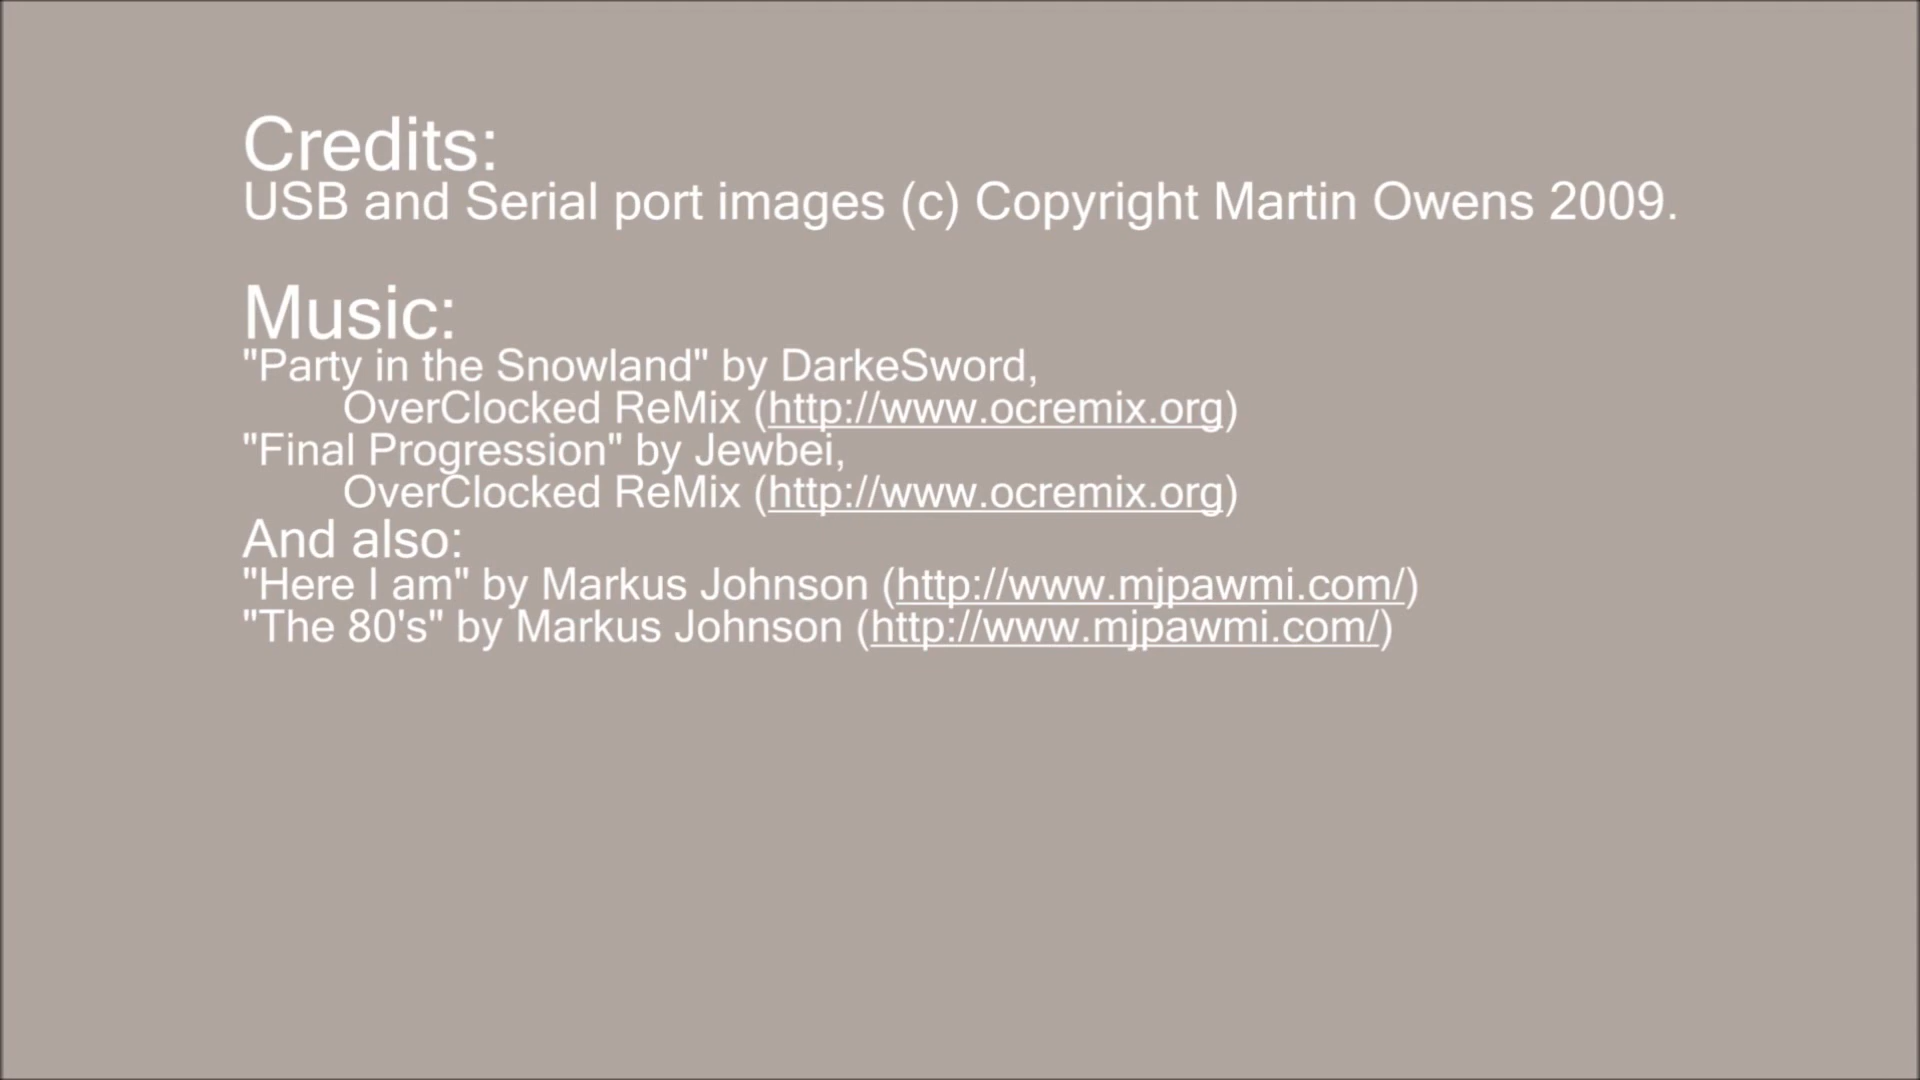 Credits:
USB and Serial port images (c) Copyright Martin Owens 2009.
Music:
"Party in the Snowland" by DarkeSword,
OverClocked ReMix (http://www.ocremix.org)
"Final Progression" by Jewbei,
OverClocked ReMix (http://www.ocremix.org)
And also:
"Here I am" by Markus Johnson (http://www.mjpawmi.com/)
"The 80's" by Markus Johnson (http://www.mjpawmi.com/)